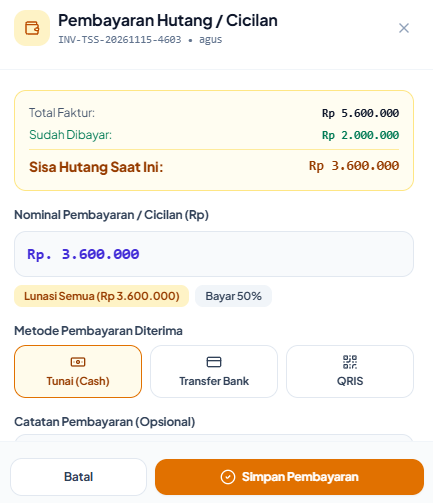 Pembayaran Hutang / Cicilan
INV-TSS-20261115-4603 • agus
Total Faktur: Rp 5.600.000
Sudah Dibayar: Rp 2.000.000
Sisa Hutang Saat Ini: Rp 3.600.000
Nominal Pembayaran / Cicilan (Rp)
Rp. 3.600.000
Lunasi Semua (Rp 3.600.000) Bayar 50%
Metode Pembayaran Diterima
Tunai (Cash) Transfer Bank QRIS
Catatan Pembayaran (Opsional)
Batal Simpan Pembayaran